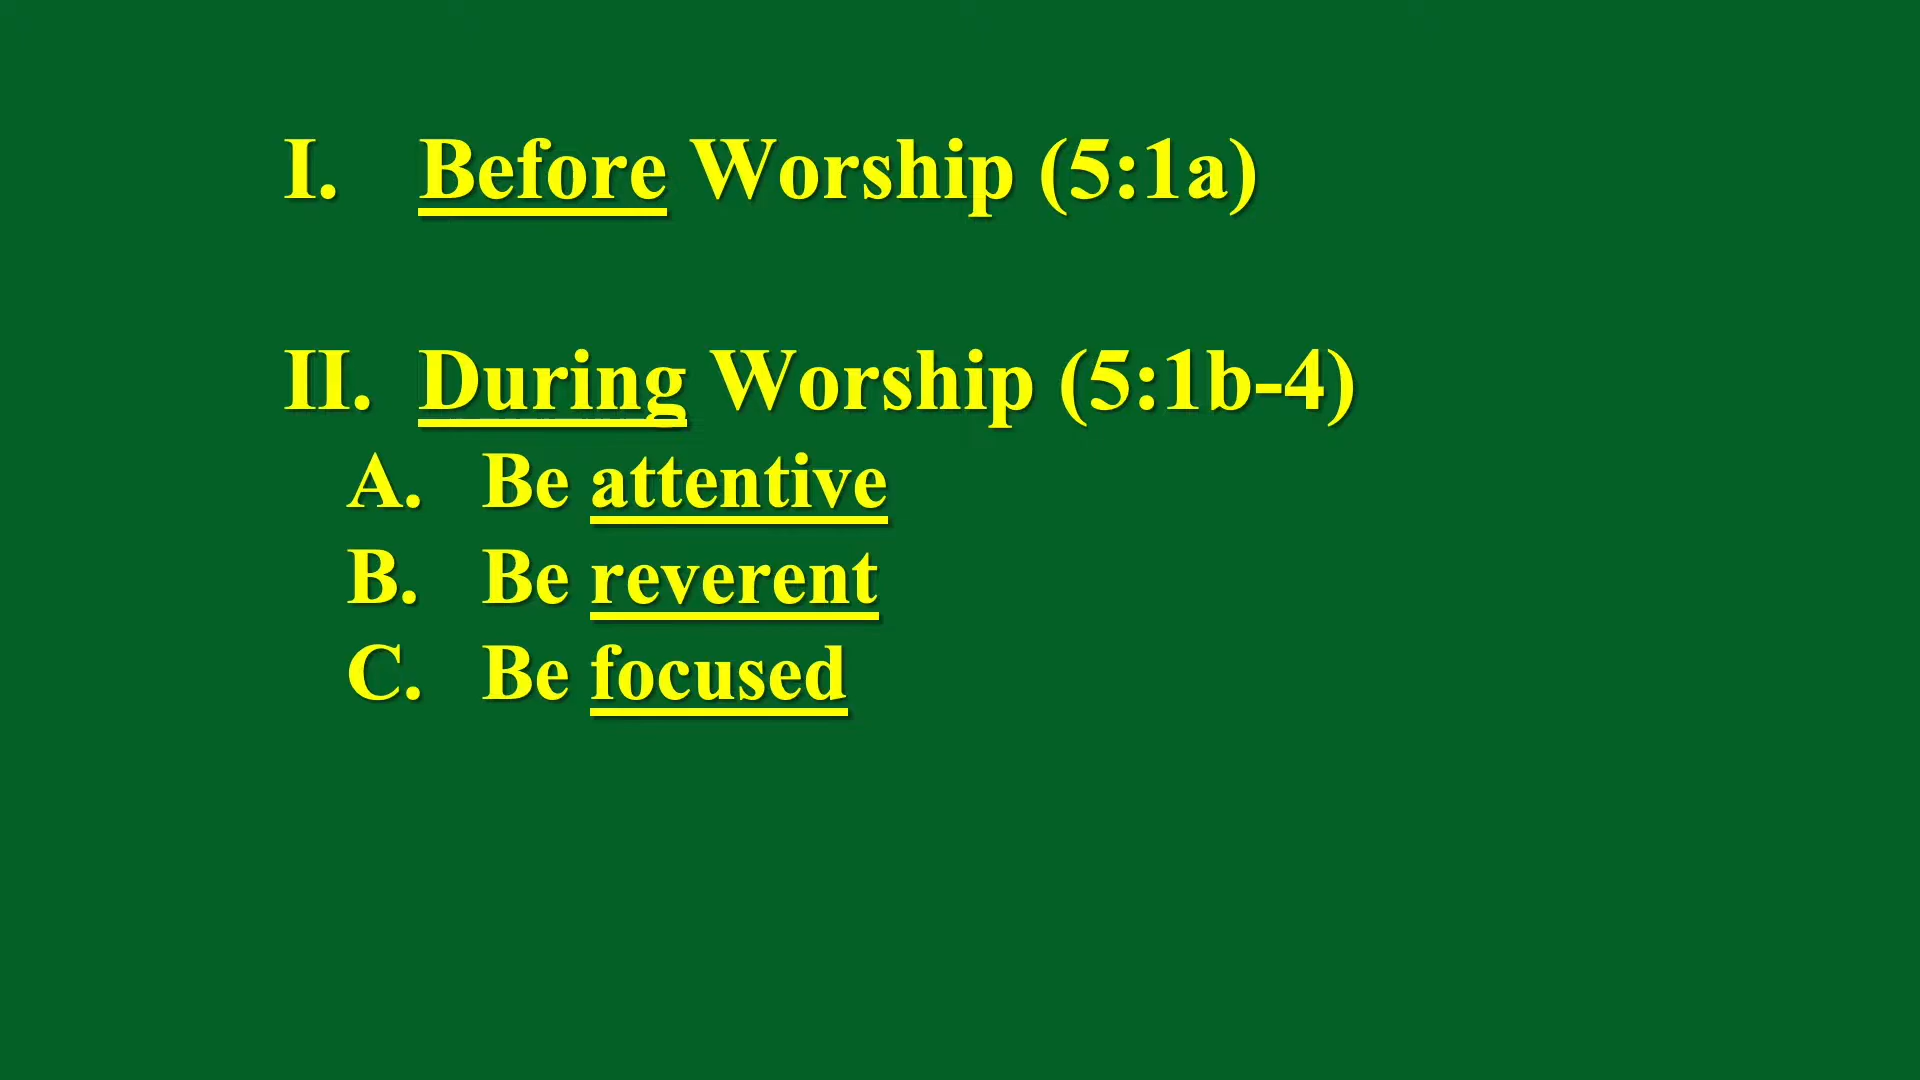 I. Before Worship (5:1a)
II. During Worship (5:1b-4)
A. Be attentive
B. Be reverent
C. Be focused